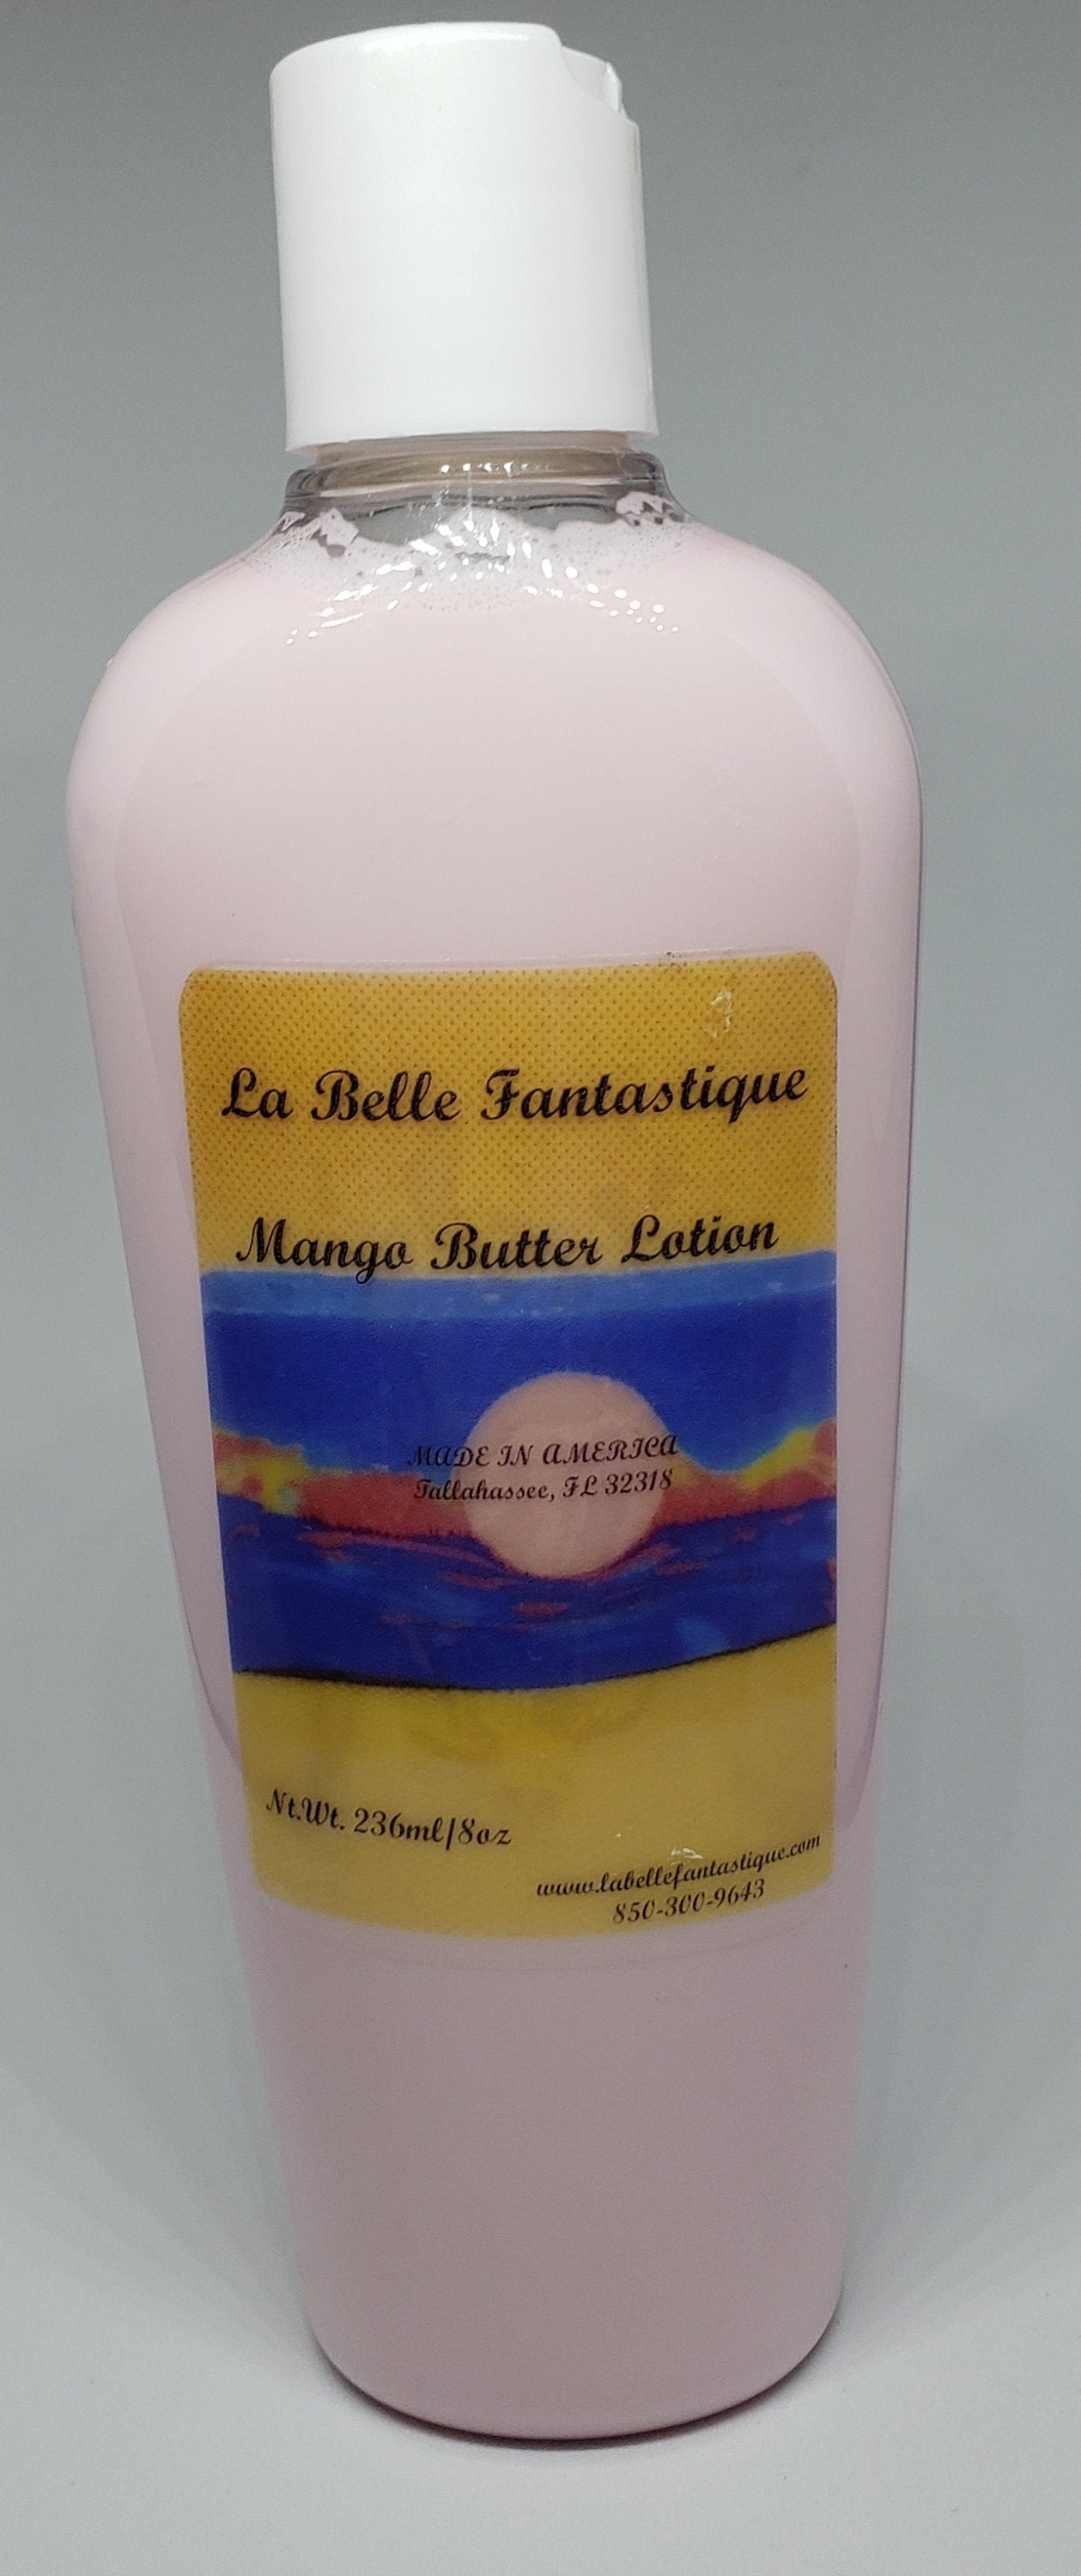 La Belle Fantastique
Mango Butter Lotion
MADE IN AMERICA
Tallahassee, FL 32318
Nt.Wt. 236ml/8oz
www.labellefantastique.com
850-300-9643